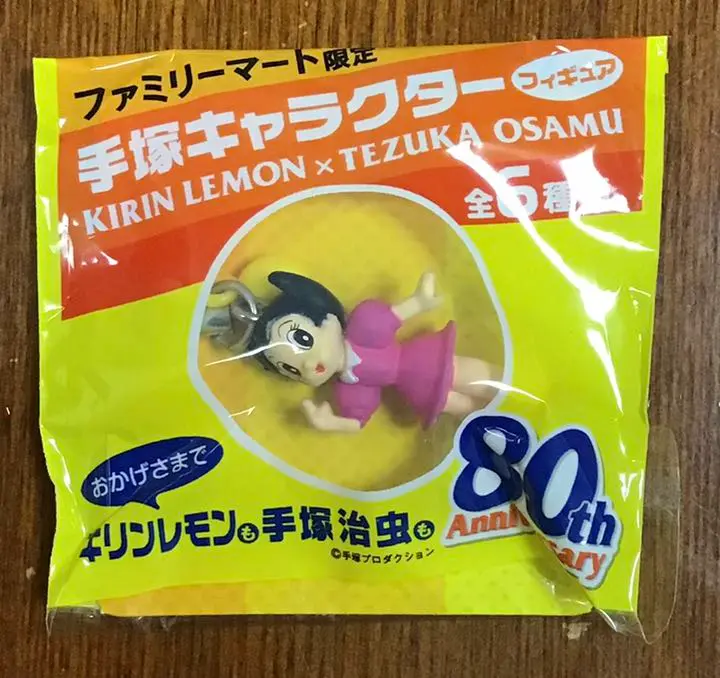 ファミリーマート限定
手塚キャラクター フィギュア
KIRIN LEMON × TEZUKA OSAMU
全6種
おかげさまで
キリンレモンも手塚治虫も
80th
©手塚プロダクション